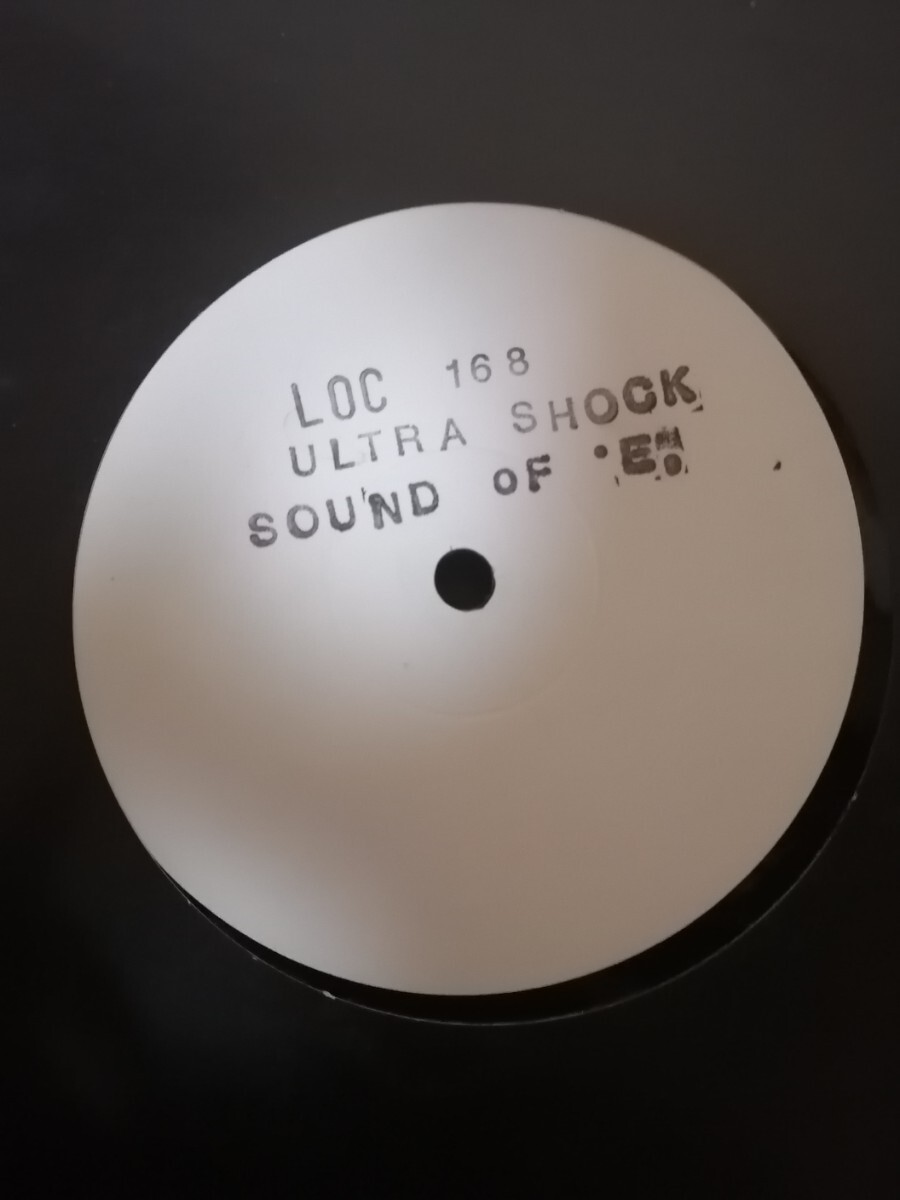 LOC 168
ULTRA SHOCK
SOUND OF 'E'